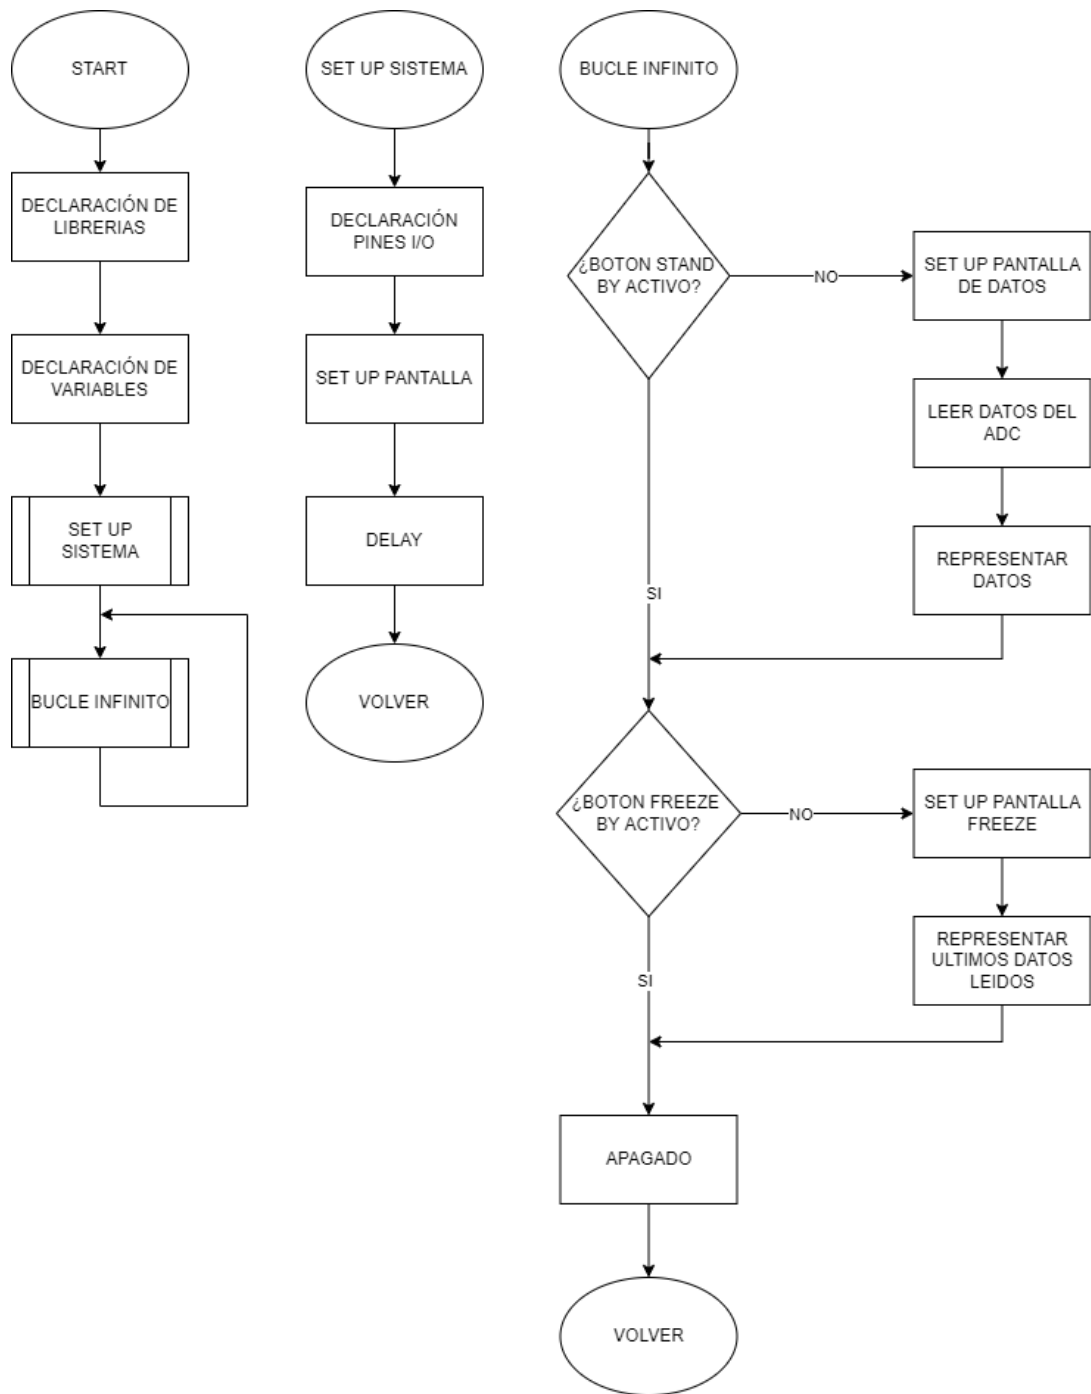 START
DECLARACIÓN DE
LIBRERIAS
DECLARACIÓN DE
VARIABLES
SET UP
SISTEMA
BUCLE INFINITO
SET UP SISTEMA
DECLARACIÓN
PINES I/O
SET UP PANTALLA
DELAY
VOLVER
BUCLE INFINITO
¿BOTON STAND
BY ACTIVO?
NO
SET UP PANTALLA
DE DATOS
LEER DATOS DEL
ADC
REPRESENTAR
DATOS
SI
¿BOTON FREEZE
BY ACTIVO?
NO
SET UP PANTALLA
FREEZE
REPRESENTAR
ULTIMOS DATOS
LEIDOS
SI
APAGADO
VOLVER